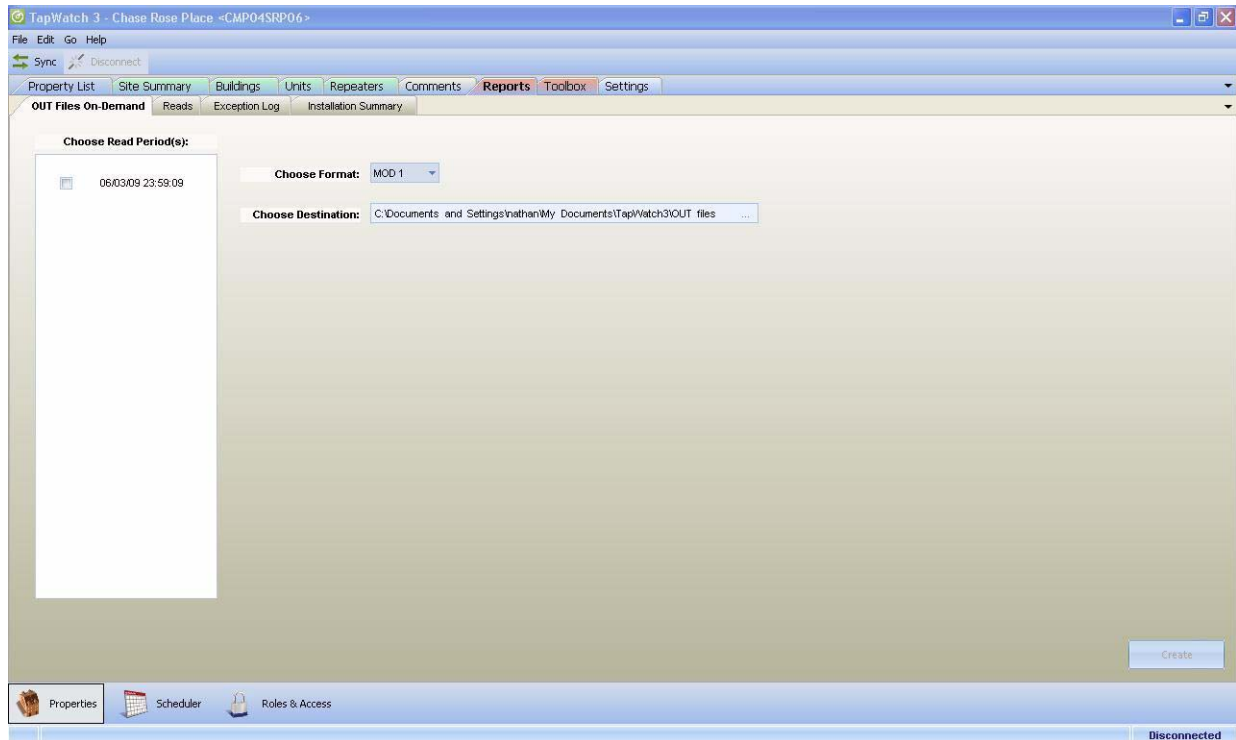 TapWatch 3 - Chase Rose Place <CMP04SRP06>
File Edit Go Help
Sync Disconnect
Property List Site Summary Buildings Units Repeaters Comments Reports Toolbox Settings
OUT Files On-Demand Reads Exception Log Installation Summary
Choose Read Period(s):
06/03/09 23:59:09
Choose Format: MOD 1
Choose Destination: C:\Documents and Settings\nathan\My Documents\TapWatch3\OUT files ...
Create
Properties Scheduler Roles & Access
Disconnected